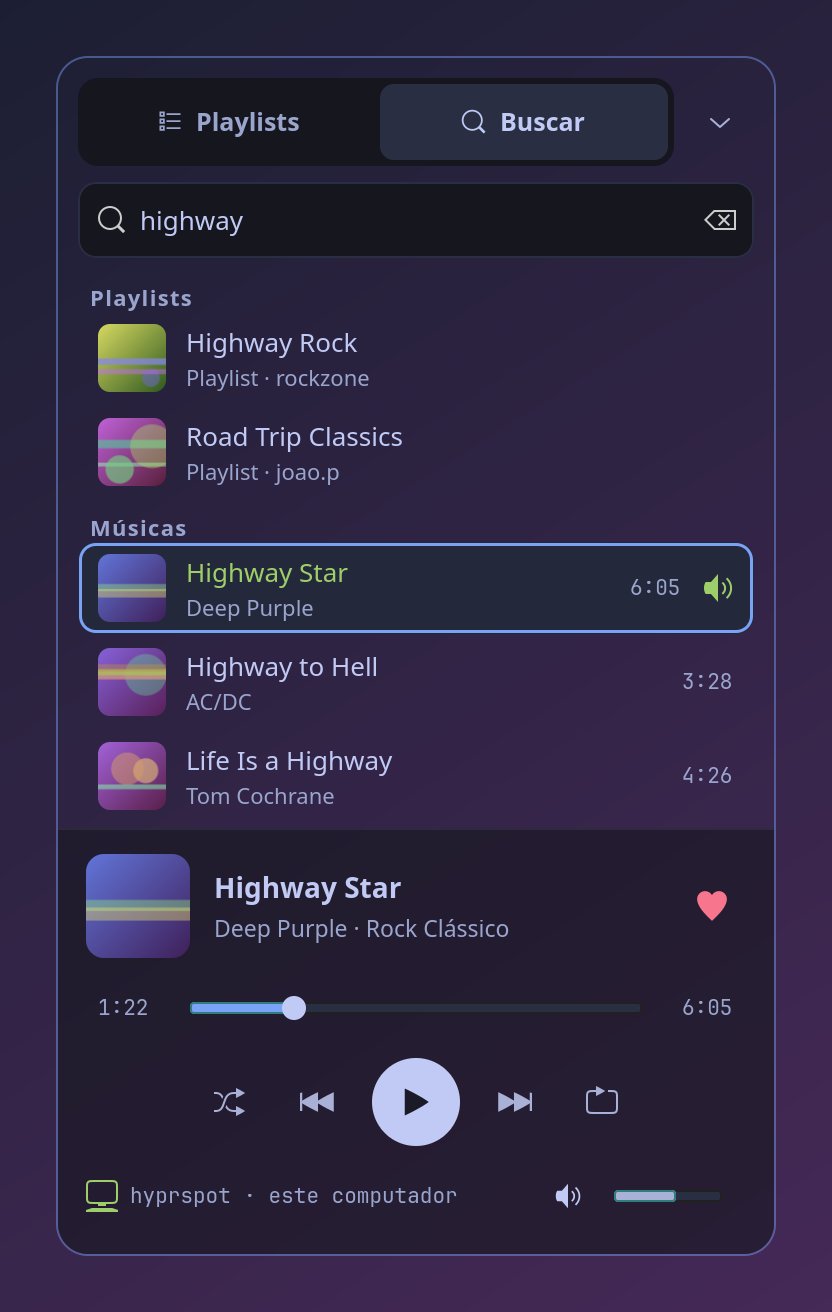 Playlists
Buscar
highway
Playlists
Highway Rock
Playlist · rockzone
Road Trip Classics
Playlist · joao.p
Músicas
Highway Star
Deep Purple
6:05
Highway to Hell
AC/DC
3:28
Life Is a Highway
Tom Cochrane
4:26
Highway Star
Deep Purple · Rock Clássico
1:22
6:05
hyprspot · este computador